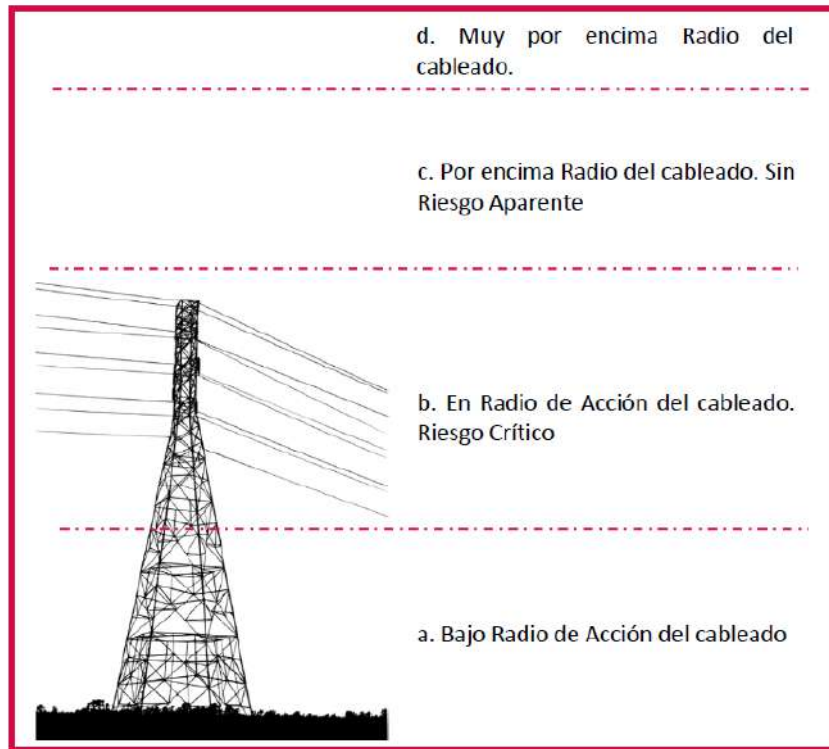 d. Muy por encima Radio del
cableado.
c. Por encima Radio del cableado. Sin
Riesgo Aparente
b. En Radio de Acción del cableado.
Riesgo Crítico
a. Bajo Radio de Acción del cableado